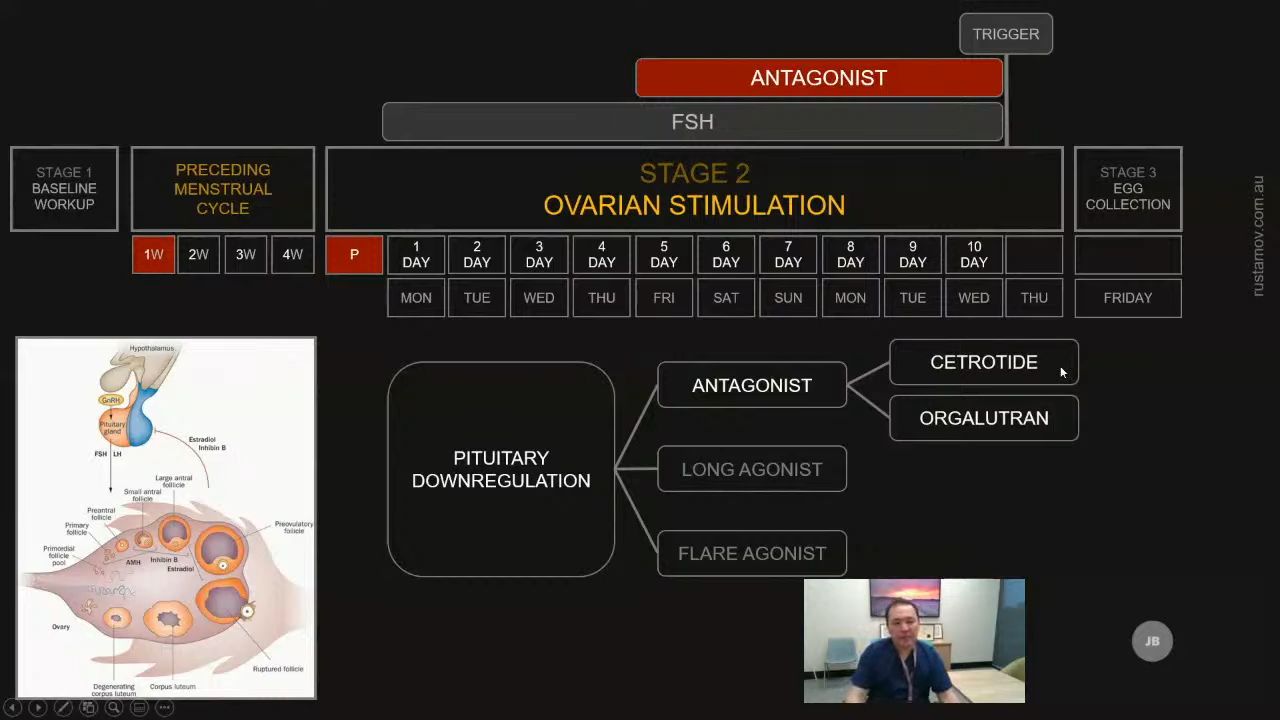 TRIGGER
ANTAGONIST
FSH
STAGE 1
BASELINE
WORKUP
PRECEDING
MENSTRUAL
CYCLE
STAGE 2
OVARIAN STIMULATION
STAGE 3
EGG
COLLECTION
1W
2W
3W
4W
P
1
DAY
2
DAY
3
DAY
4
DAY
5
DAY
6
DAY
7
DAY
8
DAY
9
DAY
10
DAY
MON
TUE
WED
THU
FRI
SAT
SUN
MON
TUE
WED
THU
FRIDAY
rustamov.com.au
PITUITARY
DOWNREGULATION
ANTAGONIST
LONG AGONIST
FLARE AGONIST
CETROTIDE
ORGALUTRAN
Hypothalamus
GnRH
Pituitary
gland
FSH LH
Estradiol
Inhibin B
Large antral
folllicle
Small antral
follicle
Preantral
follicle
Primary
follicle
Primordial
follicle
pool
AMH
Inhibin B
Estradiol
Preovulatory
follicle
Ovary
Ruptured follicle
Degenerating
corpus luteum
Corpus luteum
JB